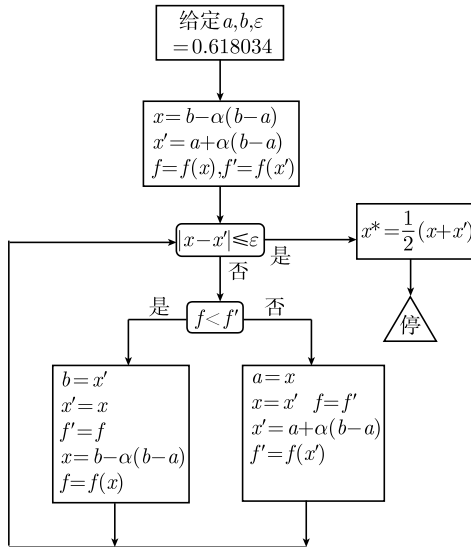 给定a,b,ε
=0.618034
x=b−α(b−a)
x′=a+α(b−a)
f=f(x),f′=f(x′)
|x−x′|≤ε
是
x*=1/2(x+x′)
否
停
是
f<f′
否
b=x′
x′=x
f′=f
x=b−α(b−a)
f=f(x)
a=x
x=x′ f=f′
x′=a+α(b−a)
f′=f(x′)